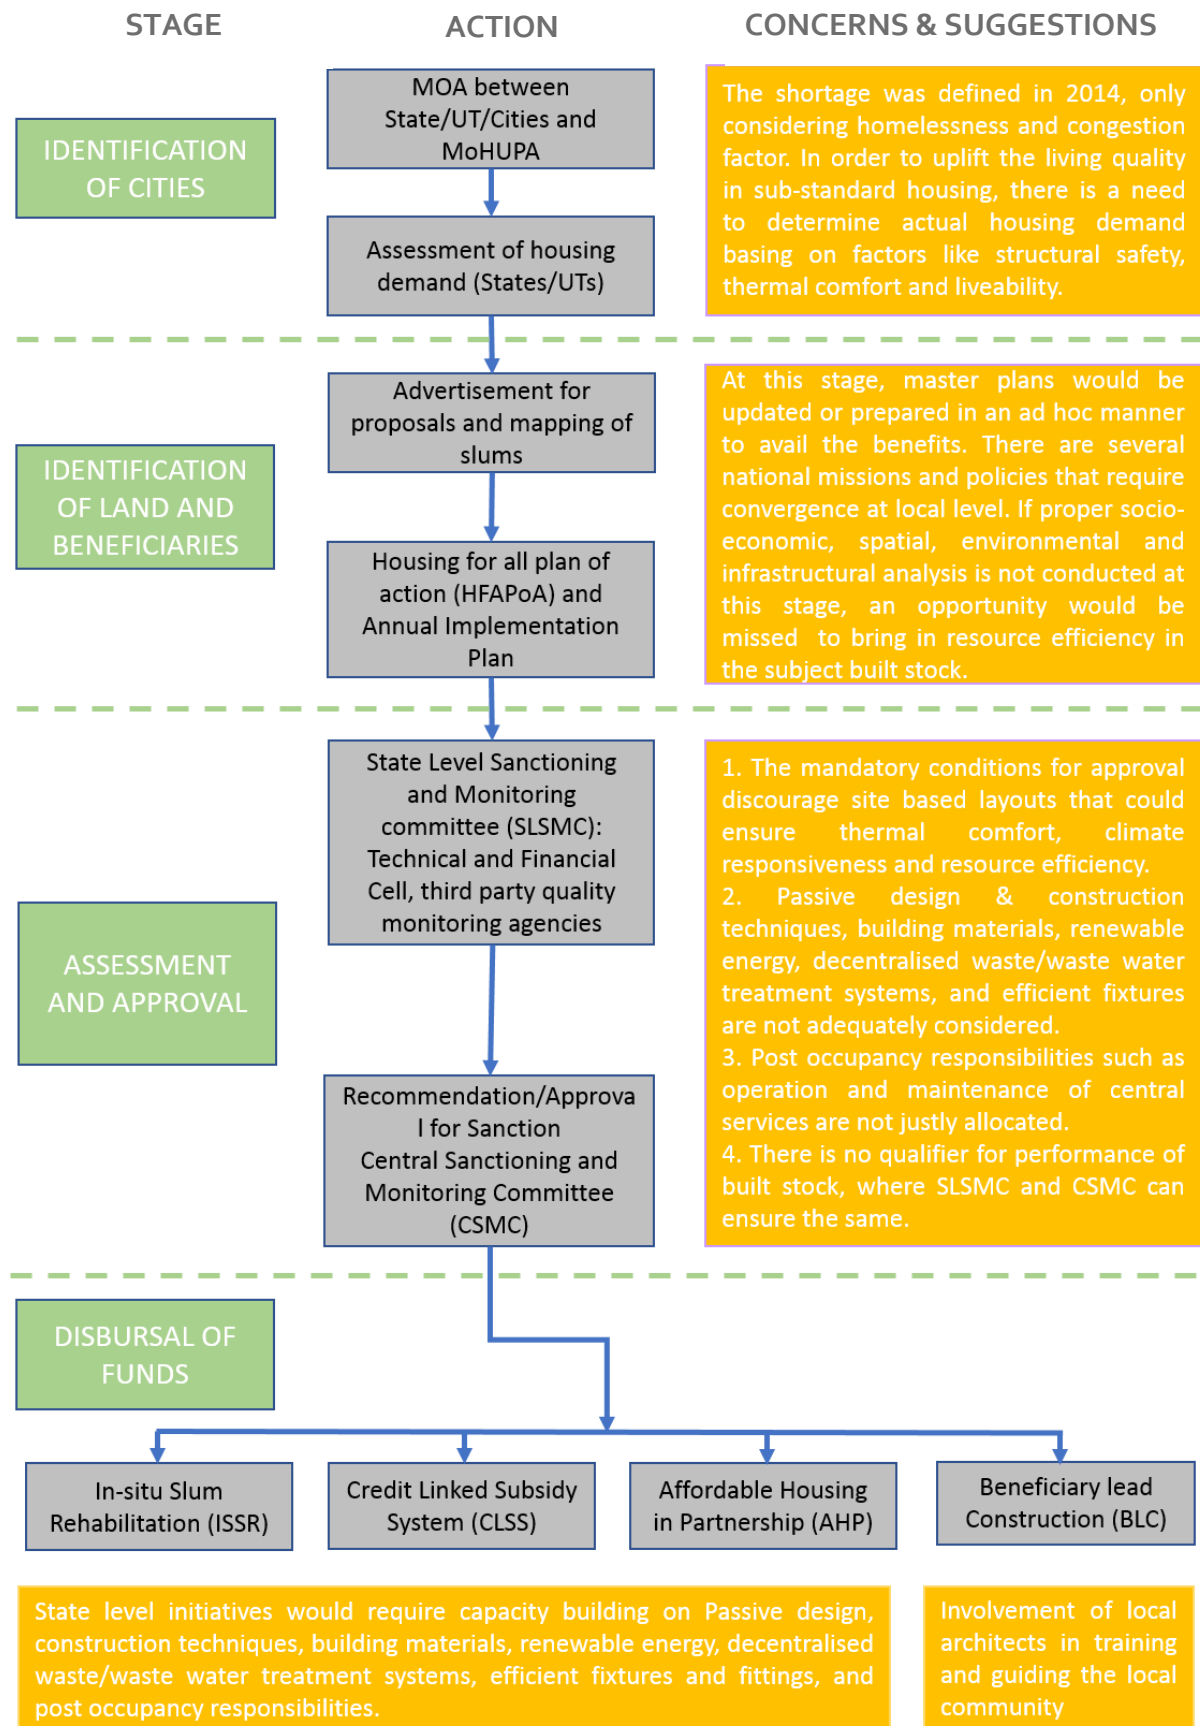 STAGE
ACTION
CONCERNS & SUGGESTIONS
IDENTIFICATION
OF CITIES
MOA between
State/UT/Cities and
MoHUPA
Assessment of housing
demand (States/UTs)
The shortage was defined in 2014, only
considering homelessness and congestion
factor. In order to uplift the living quality
in sub-standard housing, there is a need
to determine actual housing demand
basing on factors like structural safety,
thermal comfort and liveability.
IDENTIFICATION
OF LAND AND
BENEFICIARIES
Advertisement for
proposals and mapping of
slums
Housing for all plan of
action (HFAPoA) and
Annual Implementation
Plan
At this stage, master plans would be
updated or prepared in an ad hoc manner
to avail the benefits. There are several
national missions and policies that require
convergence at local level. If proper socio-
economic, spatial, environmental and
infrastructural analysis is not conducted at
this stage, an opportunity would be
missed to bring in resource efficiency in
the subject built stock.
ASSESSMENT
AND APPROVAL
State Level Sanctioning
and Monitoring
committee (SLSMC):
Technical and Financial
Cell, third party quality
monitoring agencies
Recommendation/Approva
l for Sanction
Central Sanctioning and
Monitoring Committee
(CSMC)
1. The mandatory conditions for approval
discourage site based layouts that could
ensure thermal comfort, climate
responsiveness and resource efficiency.
2. Passive design & construction
techniques, building materials, renewable
energy, decentralised waste/waste water
treatment systems, and efficient fixtures
are not adequately considered.
3. Post occupancy responsibilities such as
operation and maintenance of central
services are not justly allocated.
4. There is no qualifier for performance of
built stock, where SLSMC and CSMC can
ensure the same.
DISBURSAL OF
FUNDS
In-situ Slum
Rehabilitation (ISSR)
Credit Linked Subsidy
System (CLSS)
Affordable Housing
in Partnership (AHP)
Beneficiary lead
Construction (BLC)
State level initiatives would require capacity building on Passive design,
construction techniques, building materials, renewable energy, decentralised
waste/waste water treatment systems, efficient fixtures and fittings, and
post occupancy responsibilities.
Involvement of local
architects in training
and guiding the local
community